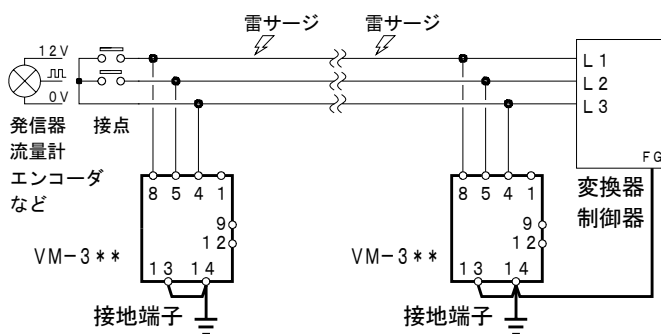 雷サージ 雷サージ
12V
0V
L1
L2
L3
FG
発信器
流量計
エンコーダ
など
接点
変換器
制御器
8 5 4 1
9
12
13 14
VM-3**
接地端子
8 5 4 1
9
12
13 14
VM-3**
接地端子